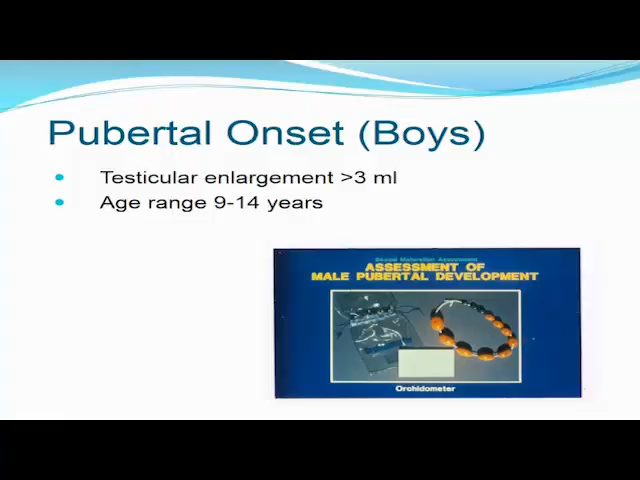 Pubertal Onset (Boys)
Testicular enlargement >3 ml
Age range 9-14 years
Sexual Maturation Assessment
ASSESSMENT OF
MALE PUBERTAL DEVELOPMENT
Orchidometer